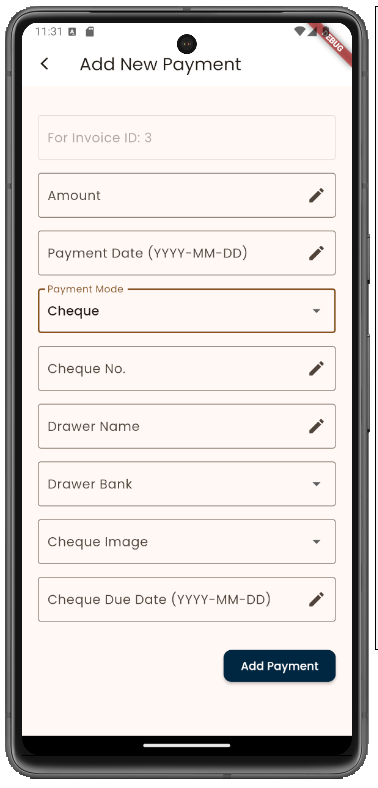 11:31
DEBUG
Add New Payment
For Invoice ID: 3
Amount
Payment Date (YYYY-MM-DD)
Payment Mode
Cheque
Cheque No.
Drawer Name
Drawer Bank
Cheque Image
Cheque Due Date (YYYY-MM-DD)
Add Payment